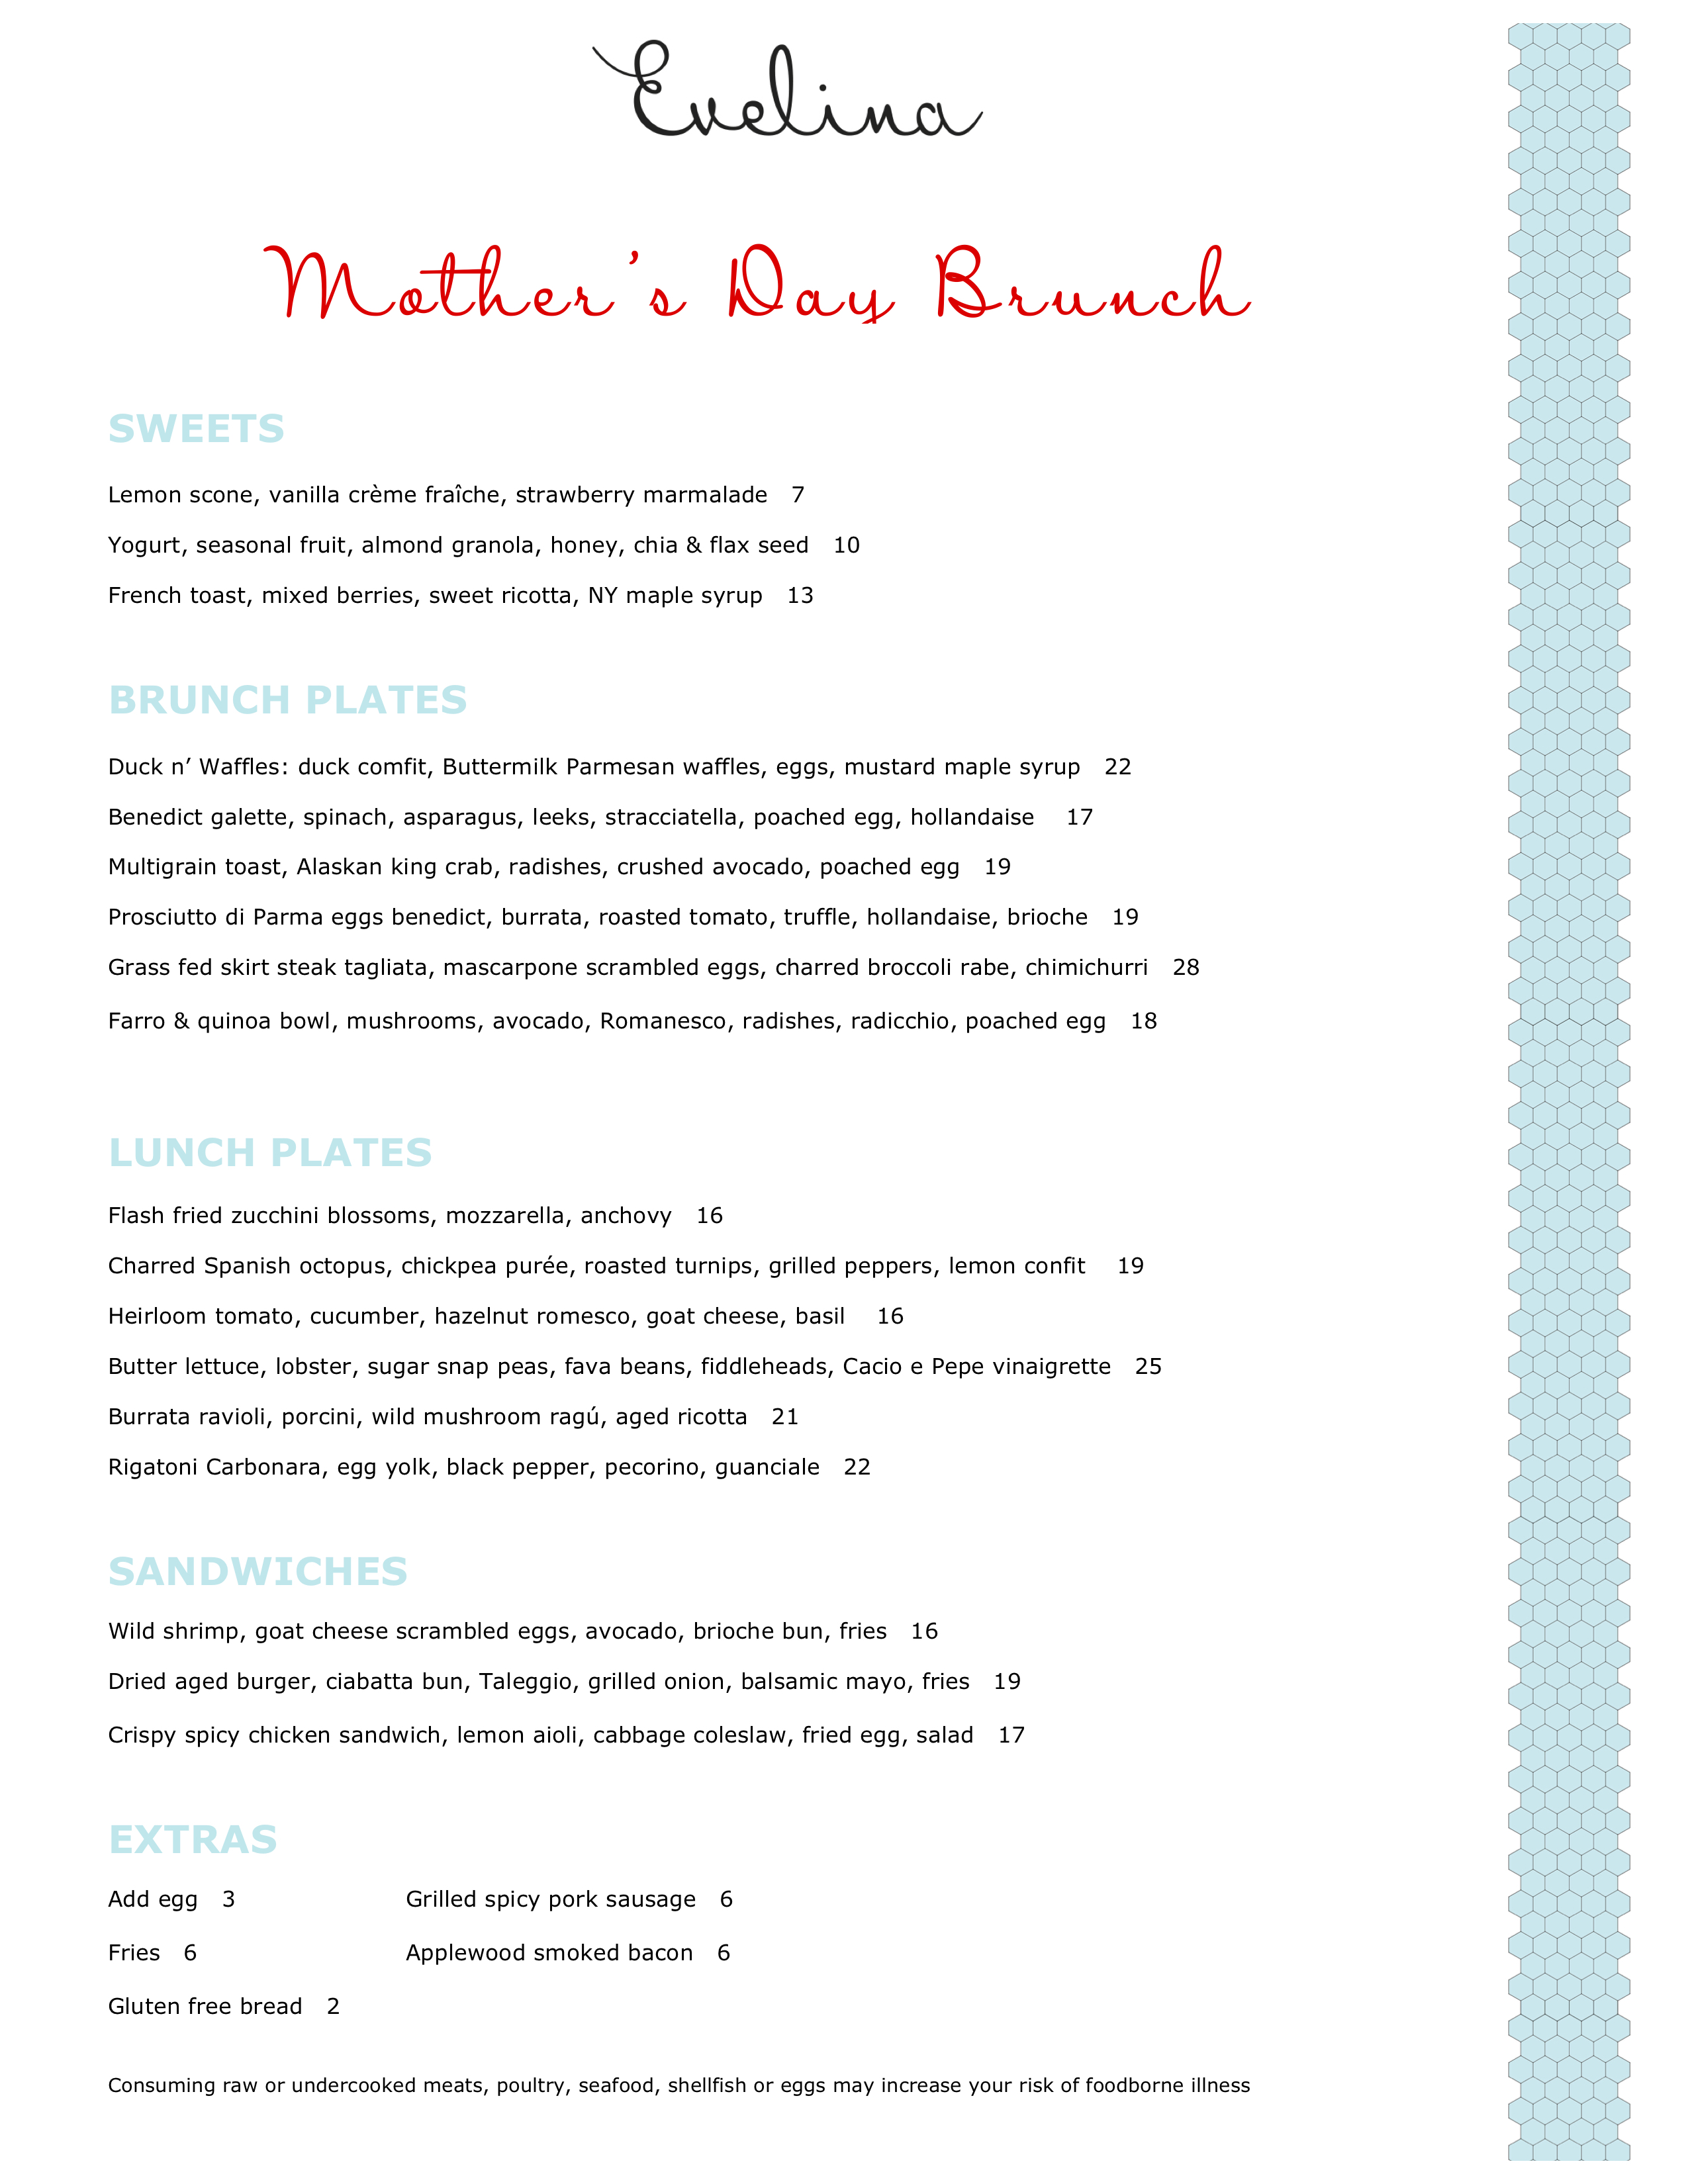 Evelina
Mother's Day Brunch
SWEETS
Lemon scone, vanilla crème fraîche, strawberry marmalade 7
Yogurt, seasonal fruit, almond granola, honey, chia & flax seed 10
French toast, mixed berries, sweet ricotta, NY maple syrup 13
BRUNCH PLATES
Duck n’ Waffles: duck comfit, Buttermilk Parmesan waffles, eggs, mustard maple syrup 22
Benedict galette, spinach, asparagus, leeks, stracciatella, poached egg, hollandaise 17
Multigrain toast, Alaskan king crab, radishes, crushed avocado, poached egg 19
Prosciutto di Parma eggs benedict, burrata, roasted tomato, truffle, hollandaise, brioche 19
Grass fed skirt steak tagliata, mascarpone scrambled eggs, charred broccoli rabe, chimichurri 28
Farro & quinoa bowl, mushrooms, avocado, Romanesco, radishes, radicchio, poached egg 18
LUNCH PLATES
Flash fried zucchini blossoms, mozzarella, anchovy 16
Charred Spanish octopus, chickpea purée, roasted turnips, grilled peppers, lemon confit 19
Heirloom tomato, cucumber, hazelnut romesco, goat cheese, basil 16
Butter lettuce, lobster, sugar snap peas, fava beans, fiddleheads, Cacio e Pepe vinaigrette 25
Burrata ravioli, porcini, wild mushroom ragú, aged ricotta 21
Rigatoni Carbonara, egg yolk, black pepper, pecorino, guanciale 22
SANDWICHES
Wild shrimp, goat cheese scrambled eggs, avocado, brioche bun, fries 16
Dried aged burger, ciabatta bun, Taleggio, grilled onion, balsamic mayo, fries 19
Crispy spicy chicken sandwich, lemon aioli, cabbage coleslaw, fried egg, salad 17
EXTRAS
Add egg 3 Grilled spicy pork sausage 6
Fries 6 Applewood smoked bacon 6
Gluten free bread 2
Consuming raw or undercooked meats, poultry, seafood, shellfish or eggs may increase your risk of foodborne illness